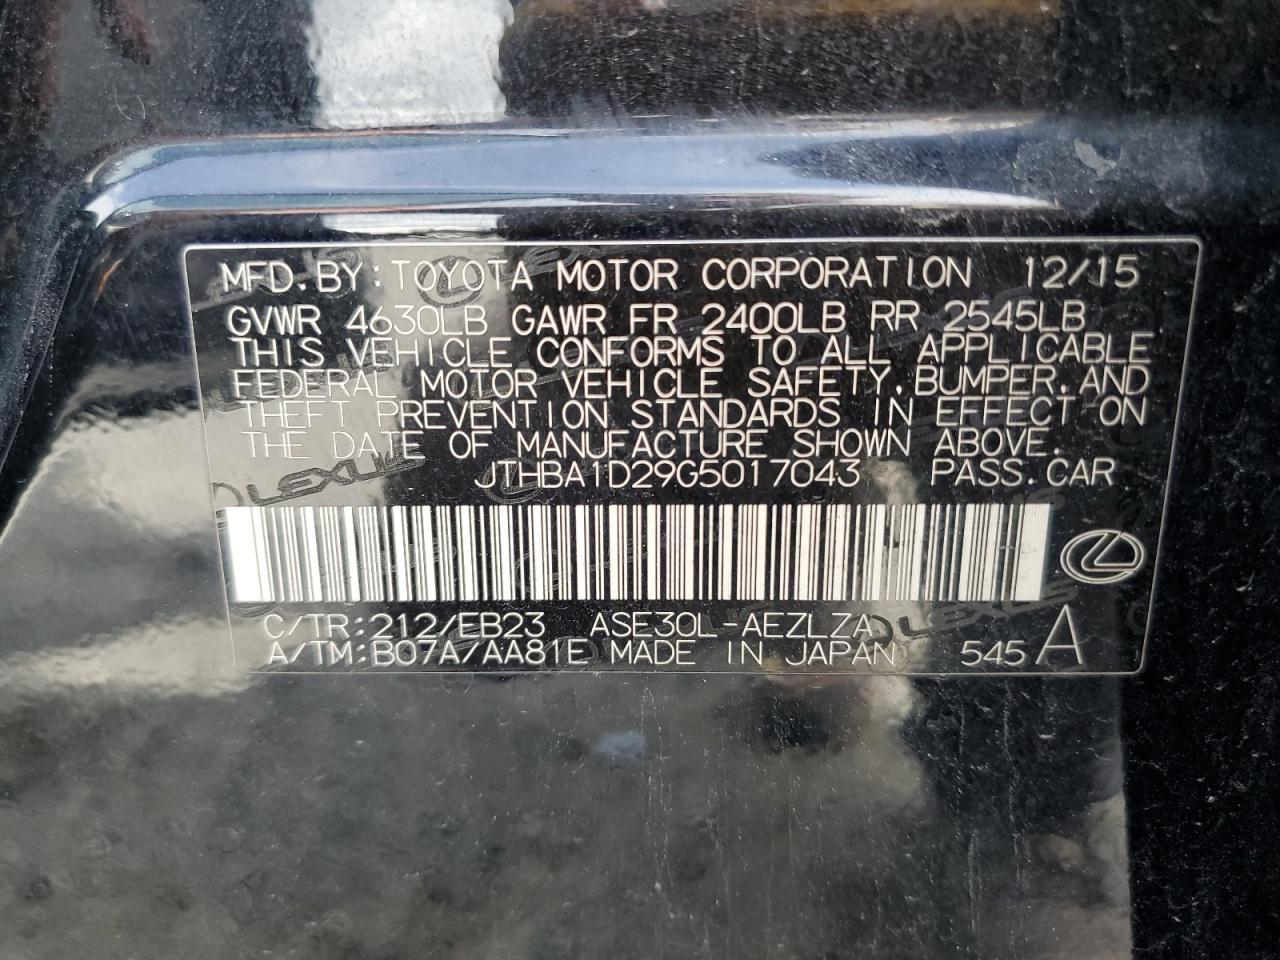 MFD.BY:TOYOTA MOTOR CORPORATION 12/15
GVWR 4630LB GAWR FR 2400LB RR 2545LB
THIS VEHICLE CONFORMS TO ALL APPLICABLE
FEDERAL MOTOR VEHICLE SAFETY,BUMPER,AND
THEFT PREVENTION STANDARDS IN EFFECT ON
THE DATE OF MANUFACTURE SHOWN ABOVE.
JTHBA1D29G5017043 PASS.CAR
C/TR:212/EB23 ASE30L-AEZLZA
A/TM:B07A/AA81E MADE IN JAPAN 545 A